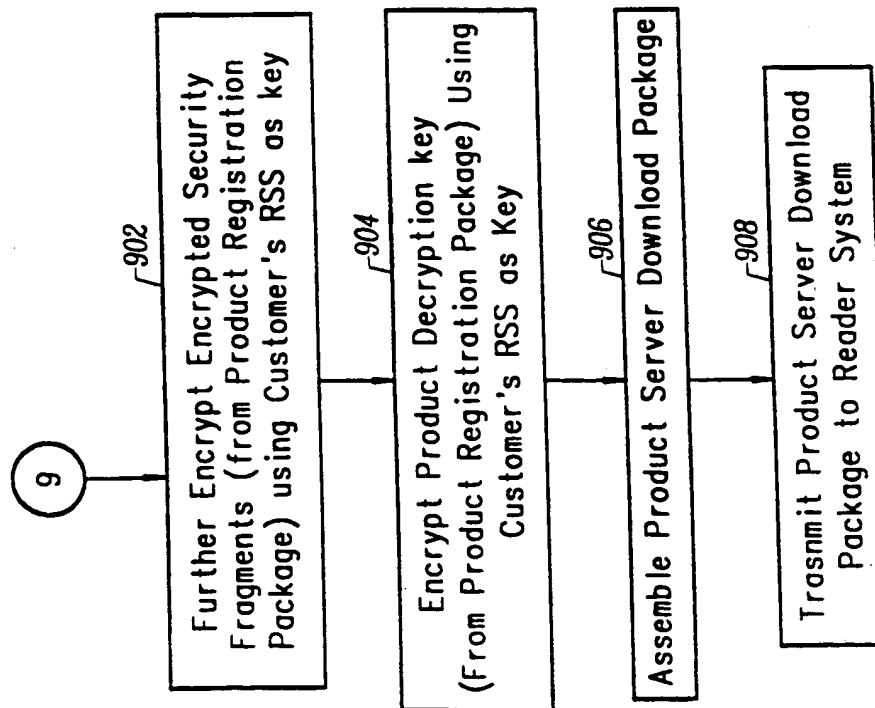 9
902
Further Encrypt Encrypted Security
Fragments (from Product Registration
Package) using Customer's RSS as key
904
Encrypt Product Decryption key
(From Product Registration Package) Using
Customer's RSS as Key
906
Assemble Product Server Download Package
908
Trasnmit Product Server Download
Package to Reader System